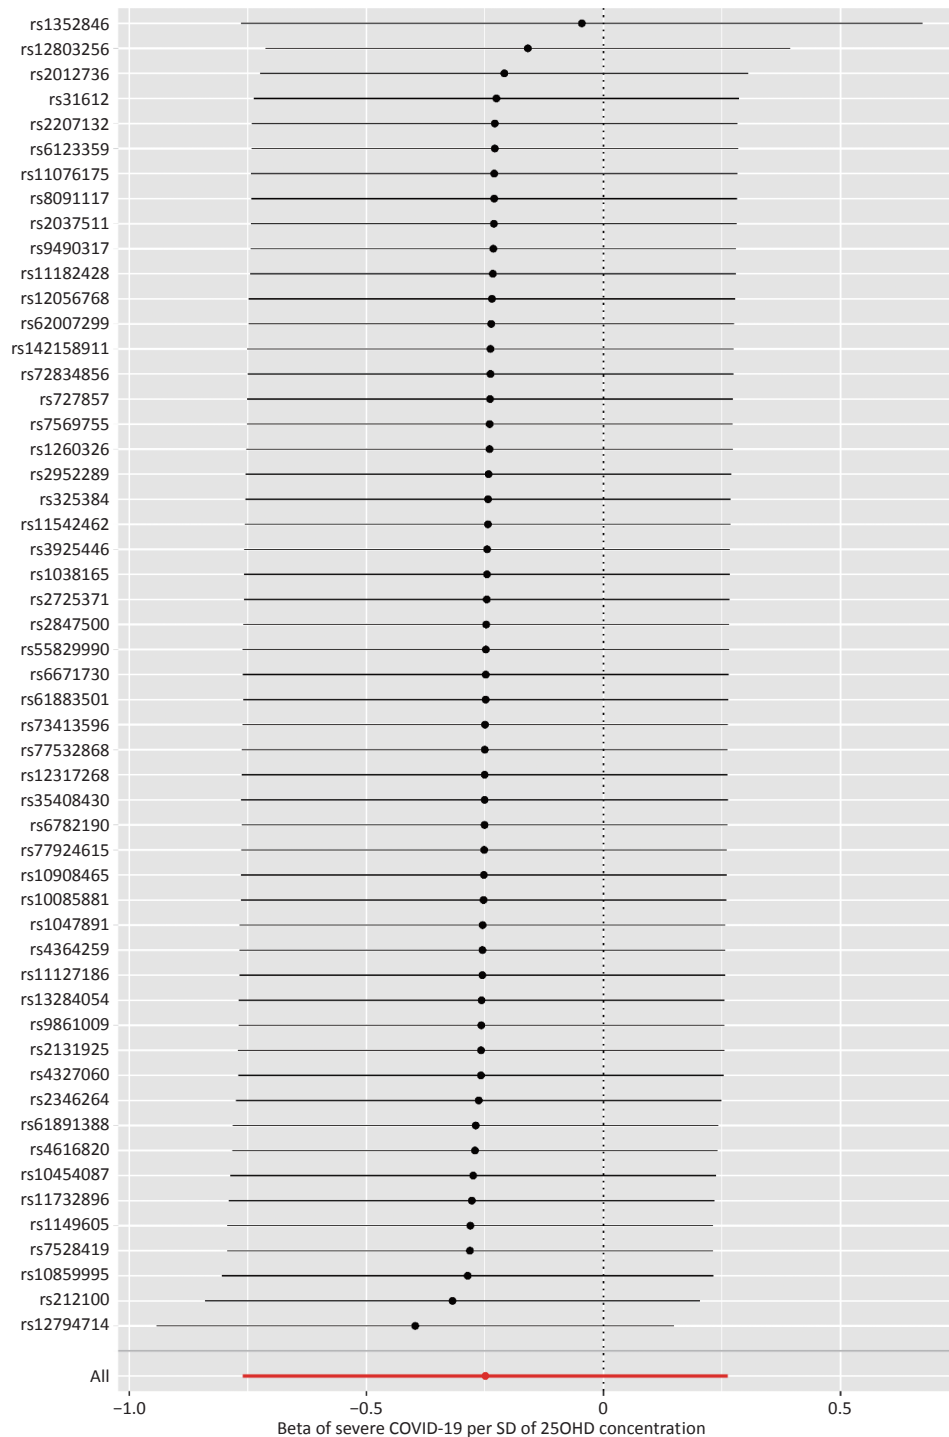 rs1352846
rs12803256
rs2012736
rs31612
rs2207132
rs6123359
rs11076175
rs8091117
rs2037511
rs9490317
rs11182428
rs12056768
rs62007299
rs142158911
rs72834856
rs727857
rs7569755
rs1260326
rs2952289
rs325384
rs11542462
rs3925446
rs1038165
rs2725371
rs2847500
rs55829990
rs6671730
rs61883501
rs73413596
rs77532868
rs12317268
rs35408430
rs6782190
rs77924615
rs10908465
rs10085881
rs1047891
rs4364259
rs11127186
rs13284054
rs9861009
rs2131925
rs4327060
rs2346264
rs61891388
rs4616820
rs10454087
rs11732896
rs1149605
rs7528419
rs10859995
rs212100
rs12794714
All
−1.0 −0.5 0 0.5
Beta of severe COVID-19 per SD of 25OHD concentration